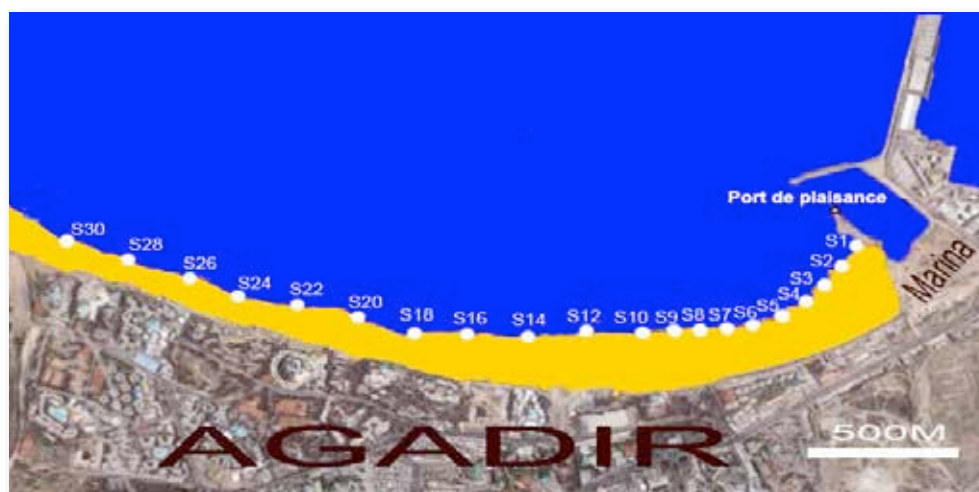 Port de plaisance
S1
S2
S3
S4
S5
S6
S7
S8
S9
S10
S12
S14
S16
S18
S20
S22
S24
S26
S28
S30
Marina
AGADIR
500M